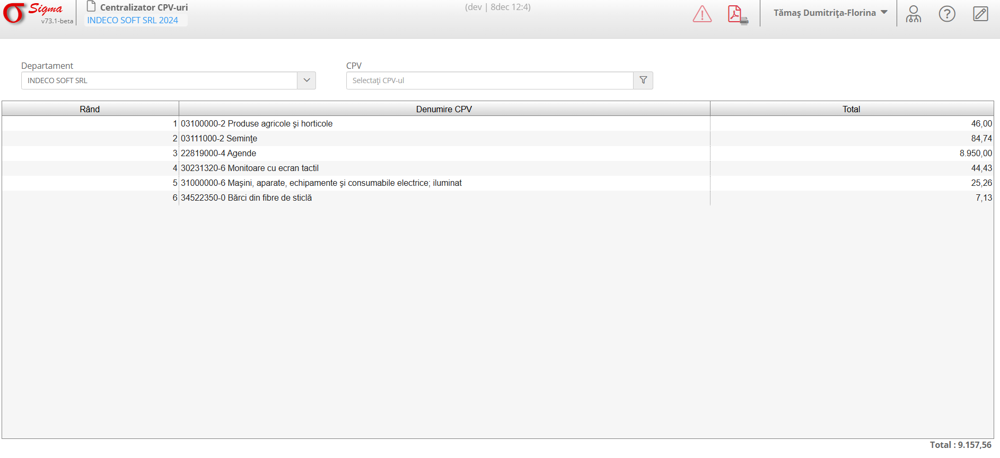 σ Sigma
v73.1-beta
Centralizator CPV-uri
INDECO SOFT SRL 2024
(dev | 8dec 12:4)
Tămaş Dumitriţa-Florina
Departament
INDECO SOFT SRL
CPV
Selectaţi CPV-ul
Rând Denumire CPV Total
1 03100000-2 Produse agricole şi horticole 46,00
2 03111000-2 Seminţe 84,74
3 22819000-4 Agende 8.950,00
4 30231320-6 Monitoare cu ecran tactil 44,43
5 31000000-6 Maşini, aparate, echipamente şi consumabile electrice; iluminat 25,26
6 34522350-0 Bărci din fibre de sticlă 7,13
Total : 9.157,56